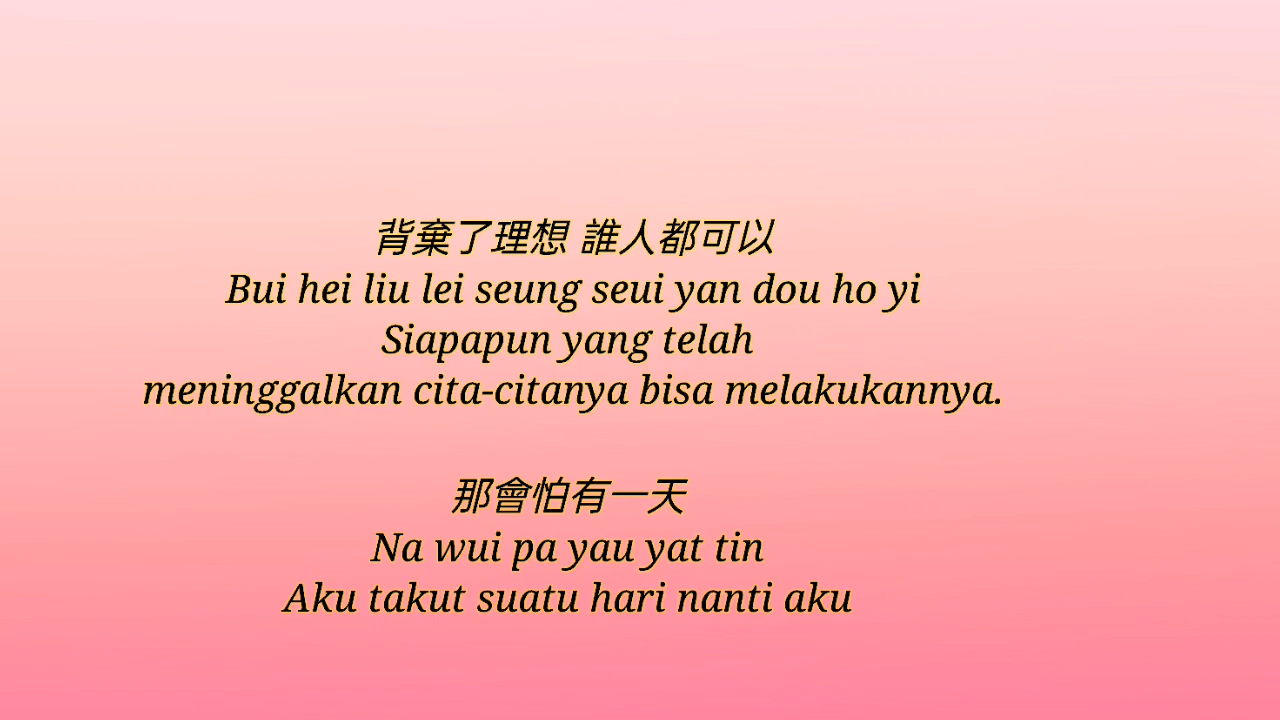 背棄了理想 誰人都可以
Bui hei liu lei seung seui yan dou ho yi
Siapapun yang telah
meninggalkan cita-citanya bisa melakukannya.
那會怕有一天
Na wui pa yau yat tin
Aku takut suatu hari nanti aku